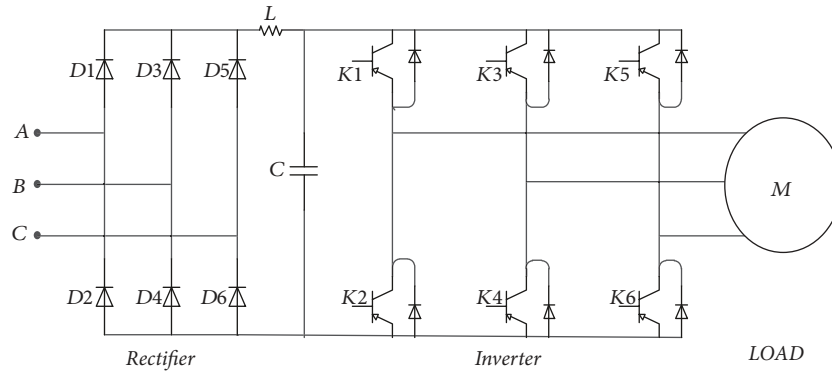 L
D1
D3
D5
K1
K3
K5
A
B
C
C
M
D2
D4
D6
K2
K4
K6
Rectifier
Inverter
LOAD